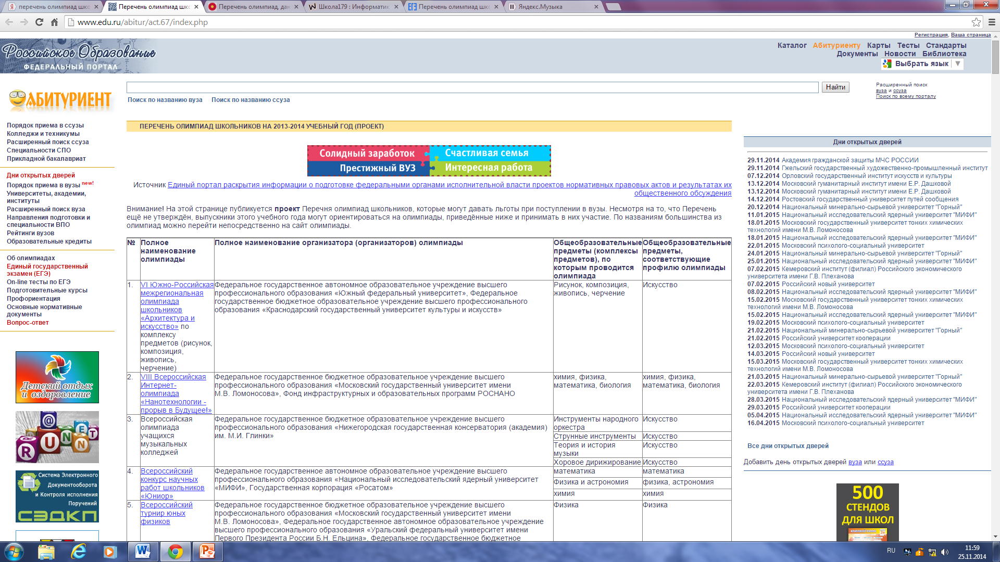 перечень олимпиад шко
Перечень олимпиад шко
Перечень олимпиад, дан
Школа179 : Информатик
Перечень олимпиад шко
Яндекс.Музыка
www.edu.ru/abitur/act.67/index.php
Регистрация, Ваша страница
Российское Образование
ФЕДЕРАЛЬНЫЙ ПОРТАЛ
Каталог Абитуриенту Карты Тесты Стандарты
Документы Новости Библиотека
Выбрать язык ▼
АБИТУРИЕНТ
Найти
Поиск по названию вуза Поиск по названию ссуза
Расширенный поиск
вуза и ссуза
Поиск по всему порталу
Порядок приема в ссузы
Колледжи и техникумы
Расширенный поиск ссуза
Специальности СПО
Прикладной бакалавриат
Дни открытых дверей
Порядок приема в вузы new!
Университеты, академии,
институты
Расширенный поиск вуза
Направления подготовки и
специальности ВПО
Рейтинги вузов
Образовательные кредиты
Об олимпиадах
Единый государственный
экзамен (ЕГЭ)
On-line тесты по ЕГЭ
Подготовительные курсы
Профориентация
Основные нормативные
документы
Вопрос-ответ
Детский отдых
и оздоровление
@
RUNNET
Система Электронного
Документооборота
и Контроля исполнения
Поручений
СЭДКП
ПЕРЕЧЕНЬ ОЛИМПИАД ШКОЛЬНИКОВ НА 2013-2014 УЧЕБНЫЙ ГОД (ПРОЕКТ)
Солидный заработок
Счастливая семья
Престижный ВУЗ
Интересная работа
Источник Единый портал раскрытия информации о подготовке федеральными органами исполнительной власти проектов нормативных правовых актов и результатах их
общественного обсуждения
Внимание! На этой странице публикуется проект Перечня олимпиад школьников, которые могут давать льготы при поступлении в вузы. Несмотря на то, что Перечень
ещё не утверждён, выпускники этого учебного года могут ориентироваться на олимпиады, приведённые ниже и принимать в них участие. По названиям большинства из
олимпиад можно перейти непосредственно на сайт олимпиады.
№
Полное
наименование
олимпиады
Полное наименование организатора (организаторов) олимпиады
Общеобразовательные
предметы (комплексы
предметов), по
которым проводится
олимпиада
Общеобразовательные
предметы,
соответствующие
профилю олимпиады
1.
VI Южно-Российская
межрегиональная
олимпиада
школьников
«Архитектура и
искусство» по
комплексу
предметов (рисунок,
композиция,
живопись,
черчение)
Федеральное государственное автономное образовательное учреждение высшего
профессионального образования «Южный федеральный университет», Федеральное
государственное бюджетное образовательное учреждение высшего профессионального
образования «Краснодарский государственный университет культуры и искусств»
Рисунок, композиция,
живопись, черчение
Искусство
2.
VIII Всероссийская
Интернет-
олимпиада
«Нанотехнологии -
прорыв в Будущее!»
Федеральное государственное бюджетное образовательное учреждение высшего
профессионального образования «Московский государственный университет имени
М.В. Ломоносова», Фонд инфраструктурных и образовательных программ РОСНАНО
химия, физика,
математика, биология
химия, физика,
математика, биология
3.
Всероссийская
олимпиада
учащихся
музыкальных
колледжей
Федеральное государственное бюджетное образовательное учреждение высшего
профессионального образования «Нижегородская государственная консерватория (академия)
им. М.И. Глинки»
Инструменты народного
оркестра
Искусство
Струнные инструменты
Искусство
Теория и история
музыки
Искусство
Хоровое дирижирование
Искусство
4.
Всероссийский
конкурс научных
работ школьников
«Юниор»
Федеральное государственное автономное образовательное учреждение высшего
профессионального образования «Национальный исследовательский ядерный университет
«МИФИ», Государственная корпорация «Росатом»
математика
математика
Физика и астрономия
физика, астрономия
химия
химия
5.
Всероссийский
турнир юных
физиков
Федеральное государственное бюджетное образовательное учреждение высшего
профессионального образования «Московский государственный университет имени
М.В. Ломоносова», Федеральное государственное автономное образовательное учреждение
высшего профессионального образования «Уральский федеральный университет имени
Первого Президента России Б.Н. Ельцина», Федеральное государственное бюджетное
Физика
Физика
Дни открытых дверей
29.11.2014 Академия гражданской защиты МЧС РОССИИ
29.11.2014 Гжельский государственный художественно-промышленный институт
07.12.2014 Орловский государственный институт искусств и культуры
13.12.2014 Московский гуманитарный институт имени Е.Р. Дашковой
13.12.2014 Московский гуманитарный институт имени Е.Р. Дашковой
14.12.2014 Ростовский государственный университет путей сообщения
20.12.2014 Национальный минерально-сырьевой университет "Горный"
11.01.2015 Национальный исследовательский ядерный университет "МИФИ"
18.01.2015 Московский государственный университет тонких химических
технологий имени М.В. Ломоносова
18.01.2015 Национальный исследовательский ядерный университет "МИФИ"
22.01.2015 Московский психолого-социальный университет
24.01.2015 Национальный минерально-сырьевой университет "Горный"
25.01.2015 Национальный исследовательский ядерный университет "МИФИ"
07.02.2015 Кемеровский институт (филиал) Российского экономического
университета имени Г.В. Плеханова
07.02.2015 Российский новый университет
08.02.2015 Национальный исследовательский ядерный университет "МИФИ"
15.02.2015 Московский государственный университет тонких химических
технологий имени М.В. Ломоносова
15.02.2015 Национальный исследовательский ядерный университет "МИФИ"
19.02.2015 Московский психолого-социальный университет
21.02.2015 Национальный минерально-сырьевой университет "Горный"
21.02.2015 Российский университет кооперации
12.03.2015 Московский психолого-социальный университет
14.03.2015 Российский новый университет
15.03.2015 Московский государственный университет тонких химических
технологий имени М.В. Ломоносова
21.03.2015 Национальный минерально-сырьевой университет "Горный"
22.03.2015 Кемеровский институт (филиал) Российского экономического
университета имени Г.В. Плеханова
28.03.2015 Национальный исследовательский ядерный университет "МИФИ"
29.03.2015 Российский университет кооперации
05.04.2015 Национальный исследовательский ядерный университет "МИФИ"
16.04.2015 Московский психолого-социальный университет
Все дни открытых дверей
Добавить день открытых дверей вуза или ссуза
500
СТЕНДОВ
ДЛЯ ШКОЛ
RU
11:59
25.11.2014